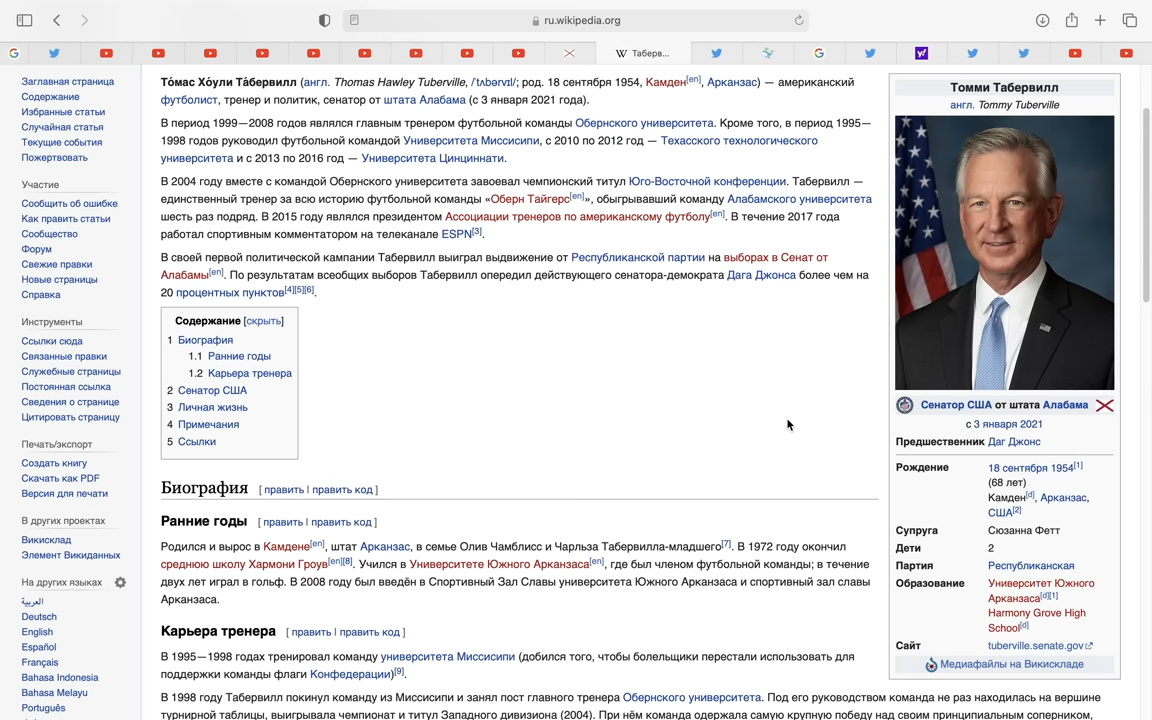 ru.wikipedia.org
W Таберв...
Заглавная страница
Содержание
Избранные статьи
Случайная статья
Текущие события
Пожертвовать
Участие
Сообщить об ошибке
Как править статьи
Сообщество
Форум
Свежие правки
Новые страницы
Справка
Инструменты
Ссылки сюда
Связанные правки
Служебные страницы
Постоянная ссылка
Сведения о странице
Цитировать страницу
Печать/экспорт
Создать книгу
Скачать как PDF
Версия для печати
В других проектах
Викисклад
Элемент Викиданных
На других языках
العربية
Deutsch
English
Español
Français
Bahasa Indonesia
Bahasa Melayu
Português
То́мас Хо́ули Та́бервилл (англ. Thomas Hawley Tuberville, /ˈtʌbərvɪl/; род. 18 сентября 1954, Камден[en], Арканзас) — американский
футболист, тренер и политик, сенатор от штата Алабама (с 3 января 2021 года).
В период 1999—2008 годов являлся главным тренером футбольной команды Обернского университета. Кроме того, в период 1995—
1998 годов руководил футбольной командой Университета Миссисипи, с 2010 по 2012 год — Техасского технологического
университета и с 2013 по 2016 год — Университета Цинциннати.
В 2004 году вместе с командой Обернского университета завоевал чемпионский титул Юго-Восточной конференции. Табервилл —
единственный тренер за всю историю футбольной команды «Оберн Тайгерс[en]», обыгрывавший команду Алабамского университета
шесть раз подряд. В 2015 году являлся президентом Ассоциации тренеров по американскому футболу[en]. В течение 2017 года
работал спортивным комментатором на телеканале ESPN[3].
В своей первой политической кампании Табервилл выиграл выдвижение от Республиканской партии на выборах в Сенат от
Алабамы[en]. По результатам всеобщих выборов Табервилл опередил действующего сенатора-демократа Дага Джонса более чем на
20 процентных пунктов[4][5][6].
Содержание [скрыть]
1 Биография
1.1 Ранние годы
1.2 Карьера тренера
2 Сенатор США
3 Личная жизнь
4 Примечания
5 Ссылки
Биография [ править | править код ]
Ранние годы [ править | править код ]
Родился и вырос в Камдене[en], штат Арканзас, в семье Олив Чамблисс и Чарльза Табервилла-младшего[7]. В 1972 году окончил
среднюю школу Хармони Гроув[en][8]. Учился в Университете Южного Арканзаса[en], где был членом футбольной команды; в течение
двух лет играл в гольф. В 2008 году был введён в Спортивный Зал Славы университета Южного Арканзаса и спортивный зал славы
Арканзаса.
Карьера тренера [ править | править код ]
В 1995—1998 годах тренировал команду университета Миссисипи (добился того, чтобы болельщики перестали использовать для
поддержки команды флаги Конфедерации)[9].
В 1998 году Табервилл покинул команду из Миссисипи и занял пост главного тренера Обернского университета. Под его руководством команда не раз находилась на вершине
турнирной таблицы, выигрывала чемпионат и титул Западного дивизиона (2004). При нём команда одержала самую крупную победу над своим принципиальным соперником,
Томми Табервилл
англ. Tommy Tuberville
Сенатор США от штата Алабама
с 3 января 2021
Предшественник Даг Джонс
Рождение 18 сентября 1954[1]
(68 лет)
Камден[d], Арканзас,
США[2]
Супруга Сюзанна Фетт
Дети 2
Партия Республиканская
Образование Университет Южного
Арканзаса[d][1]
Harmony Grove High
School[d]
Сайт tuberville.senate.gov
Медиафайлы на Викискладе